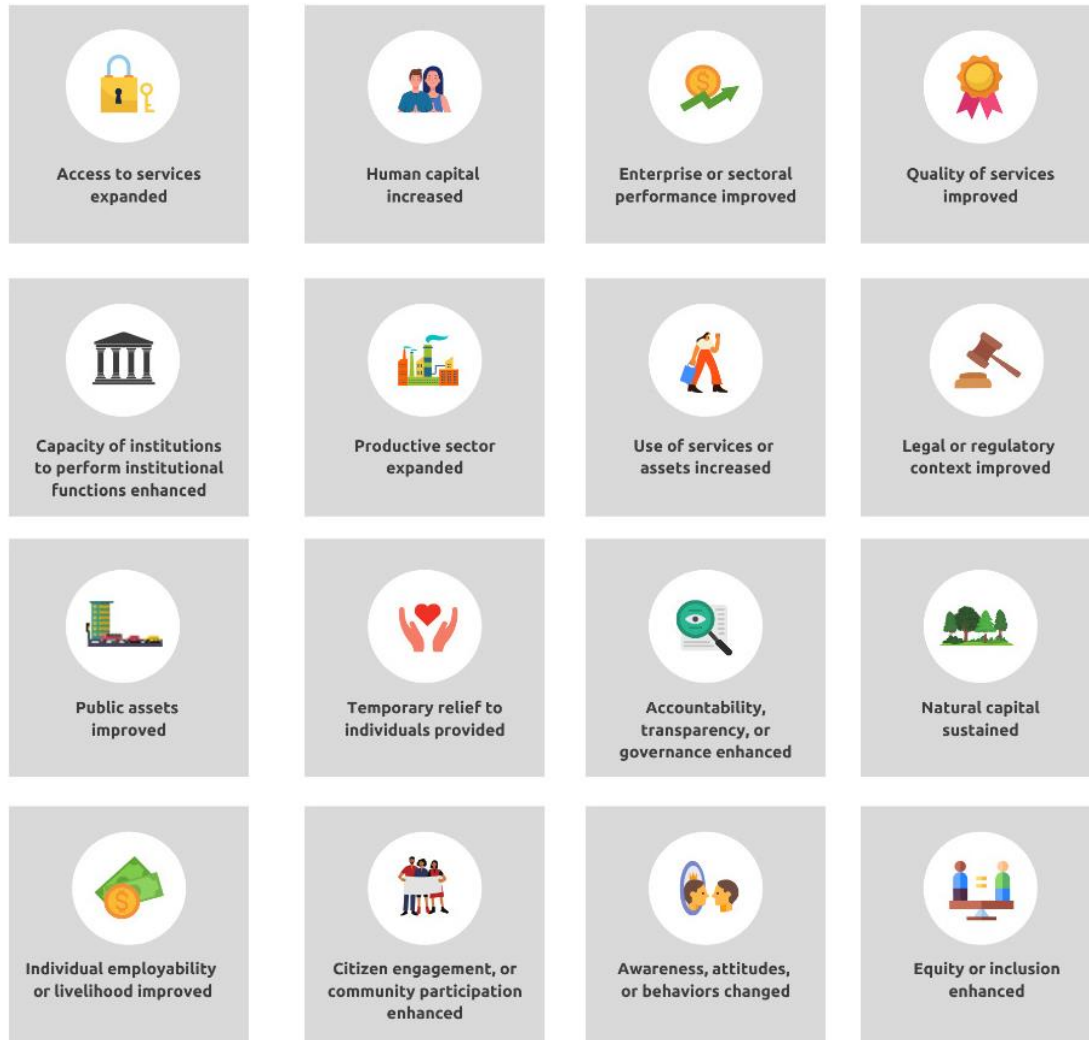 Access to services
expanded
Human capital
increased
Enterprise or sectoral
performance improved
Quality of services
improved
Capacity of institutions
to perform institutional
functions enhanced
Productive sector
expanded
Use of services or
assets increased
Legal or regulatory
context improved
Public assets
improved
Temporary relief to
individuals provided
Accountability,
transparency, or
governance enhanced
Natural capital
sustained
Individual employability
or livelihood improved
Citizen engagement, or
community participation
enhanced
Awareness, attitudes,
or behaviors changed
Equity or inclusion
enhanced